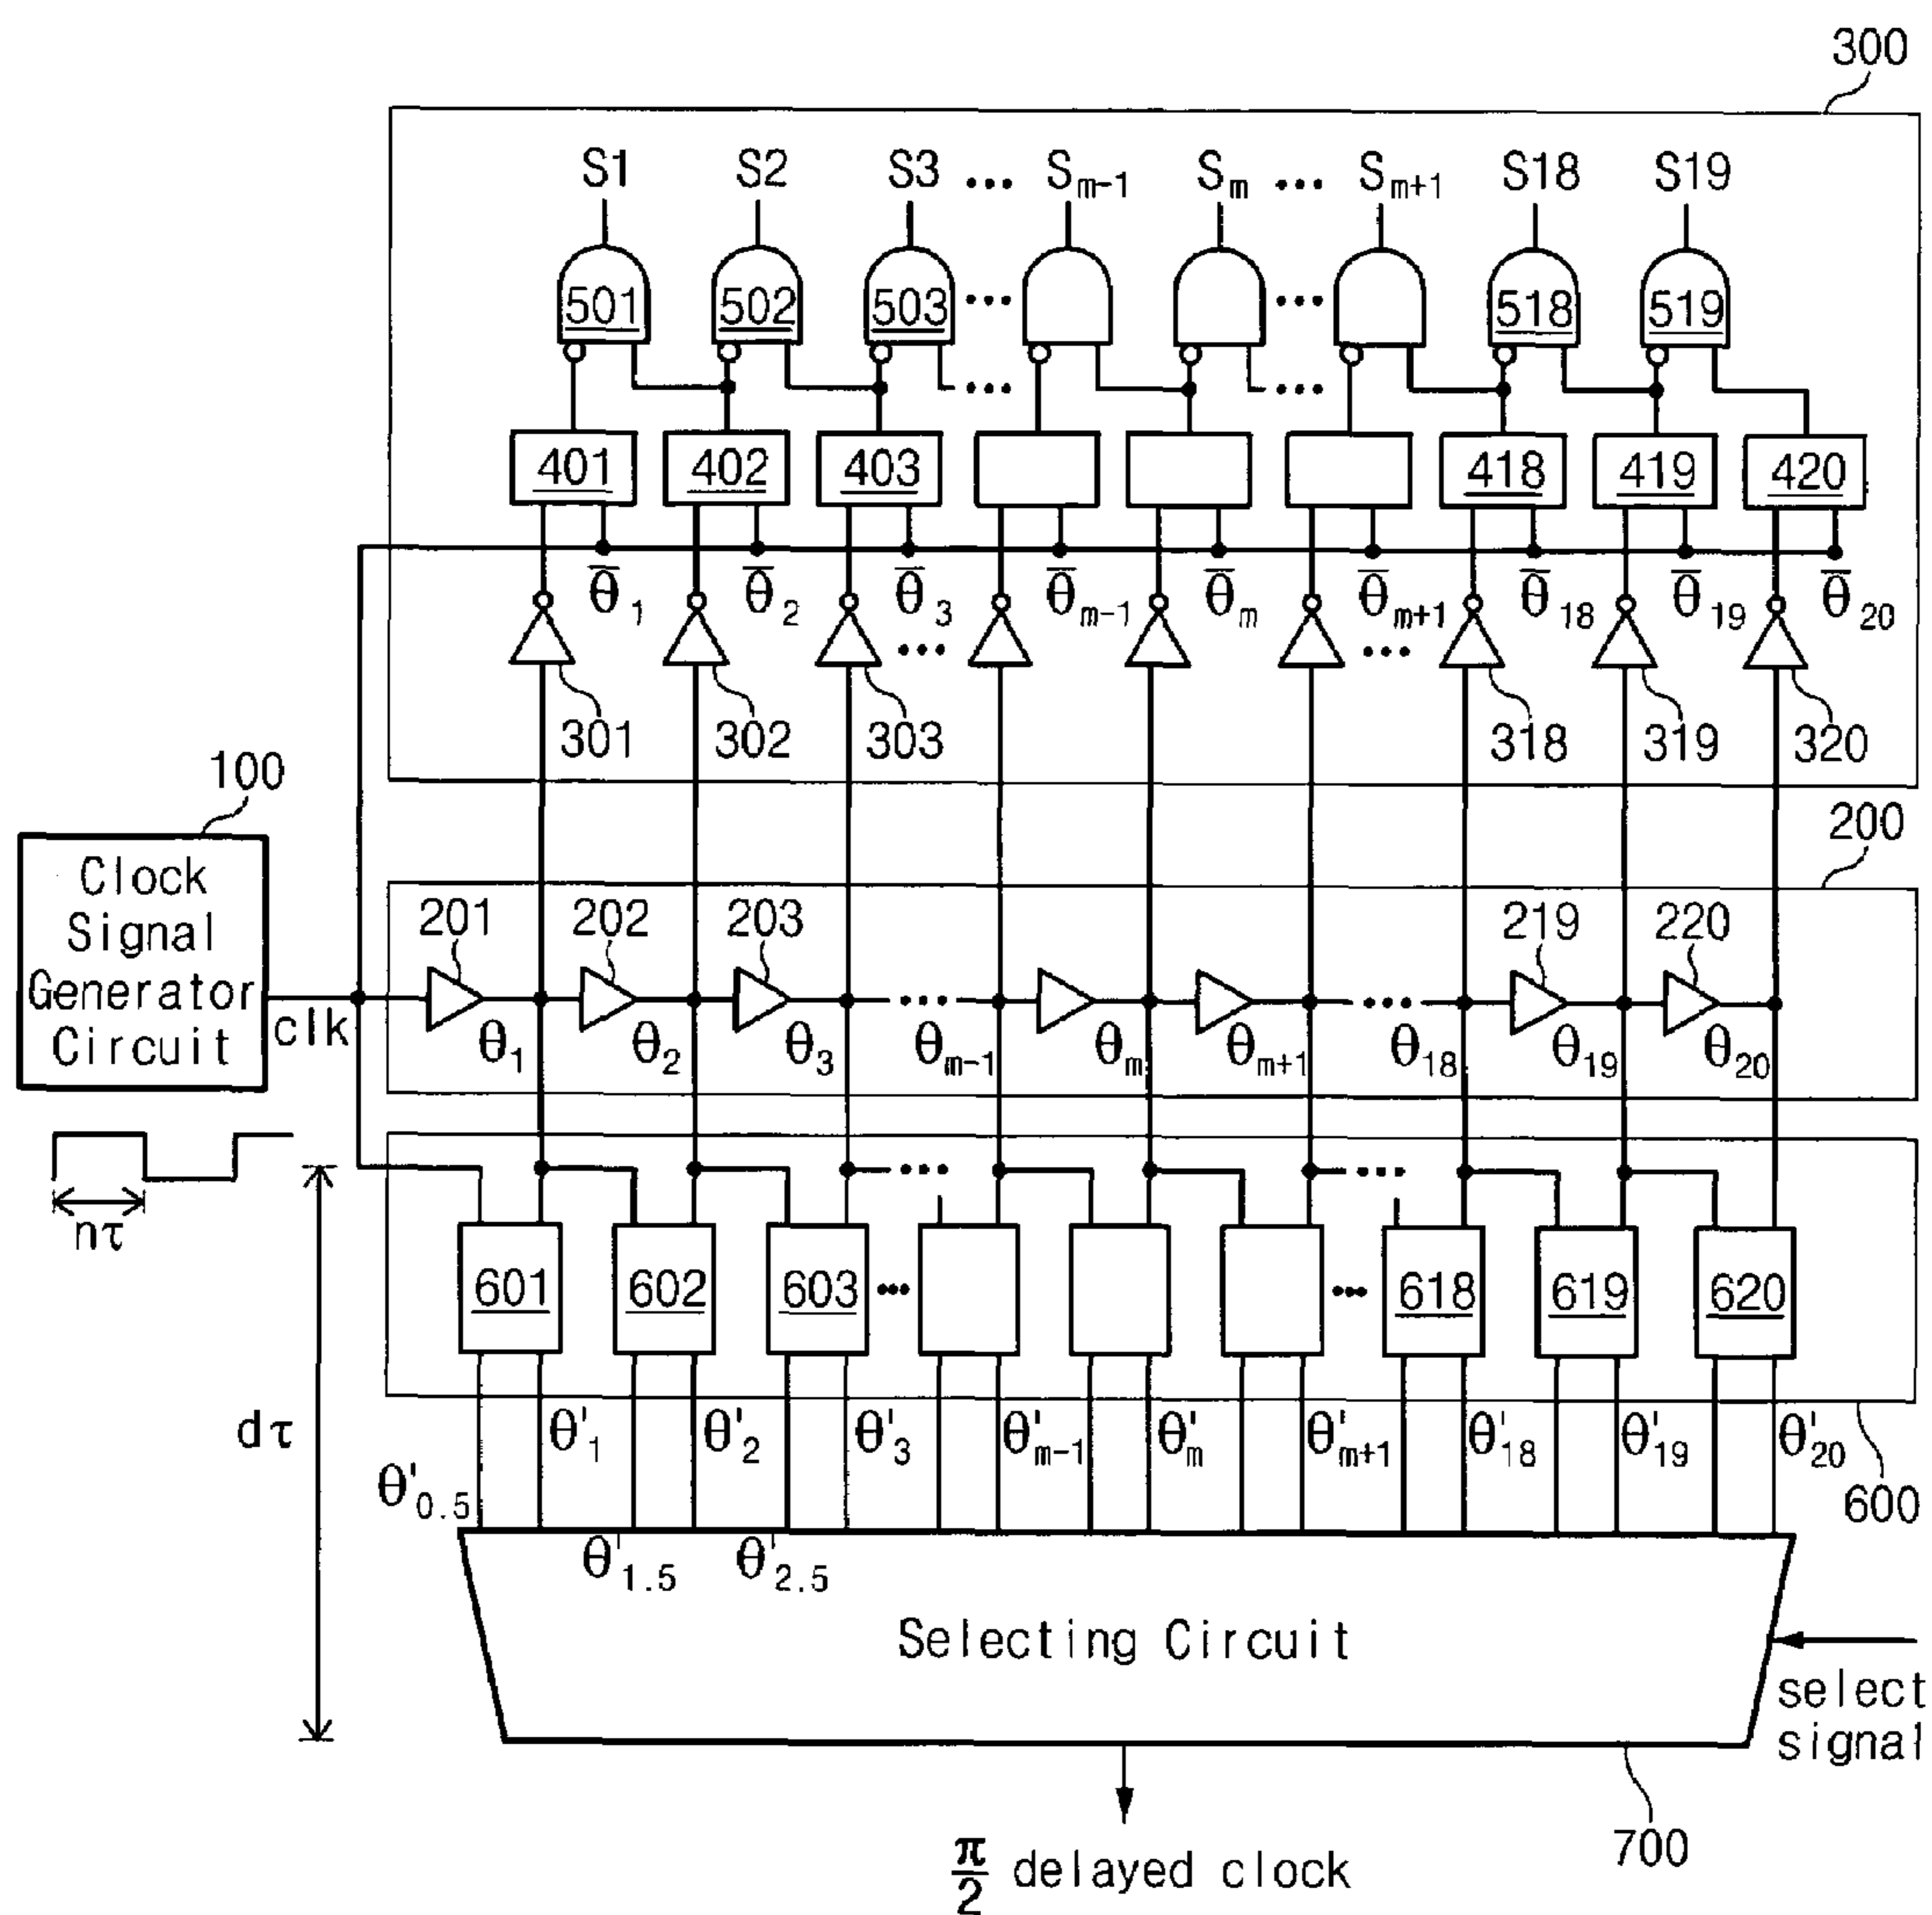 300
S1 S2 S3 ... Sm-1 Sm ... Sm+1 S18 S19
501 502 503 ... ... 518 519
... ...
401 402 403 418 419 420
θ̅1 θ̅2 θ̅3 θ̅m-1 θ̅m θ̅m+1 θ̅18 θ̅19 θ̅20
... ...
301 302 303 318 319 320
100
200
Clock
Signal
Generator
Circuit
clk
201 202 203 219 220
... ...
θ1 θ2 θ3 θm-1 θm θm+1 θ18 θ19 θ20
nτ
... ...
601 602 603 ... ... 618 619 620
dτ
θ'0.5 θ'1 θ'2 θ'3 θ'm-1 θ'm θ'm+1 θ'18 θ'19 θ'20
600
θ'1.5 θ'2.5
Selecting Circuit
select
signal
700
π/2 delayed clock